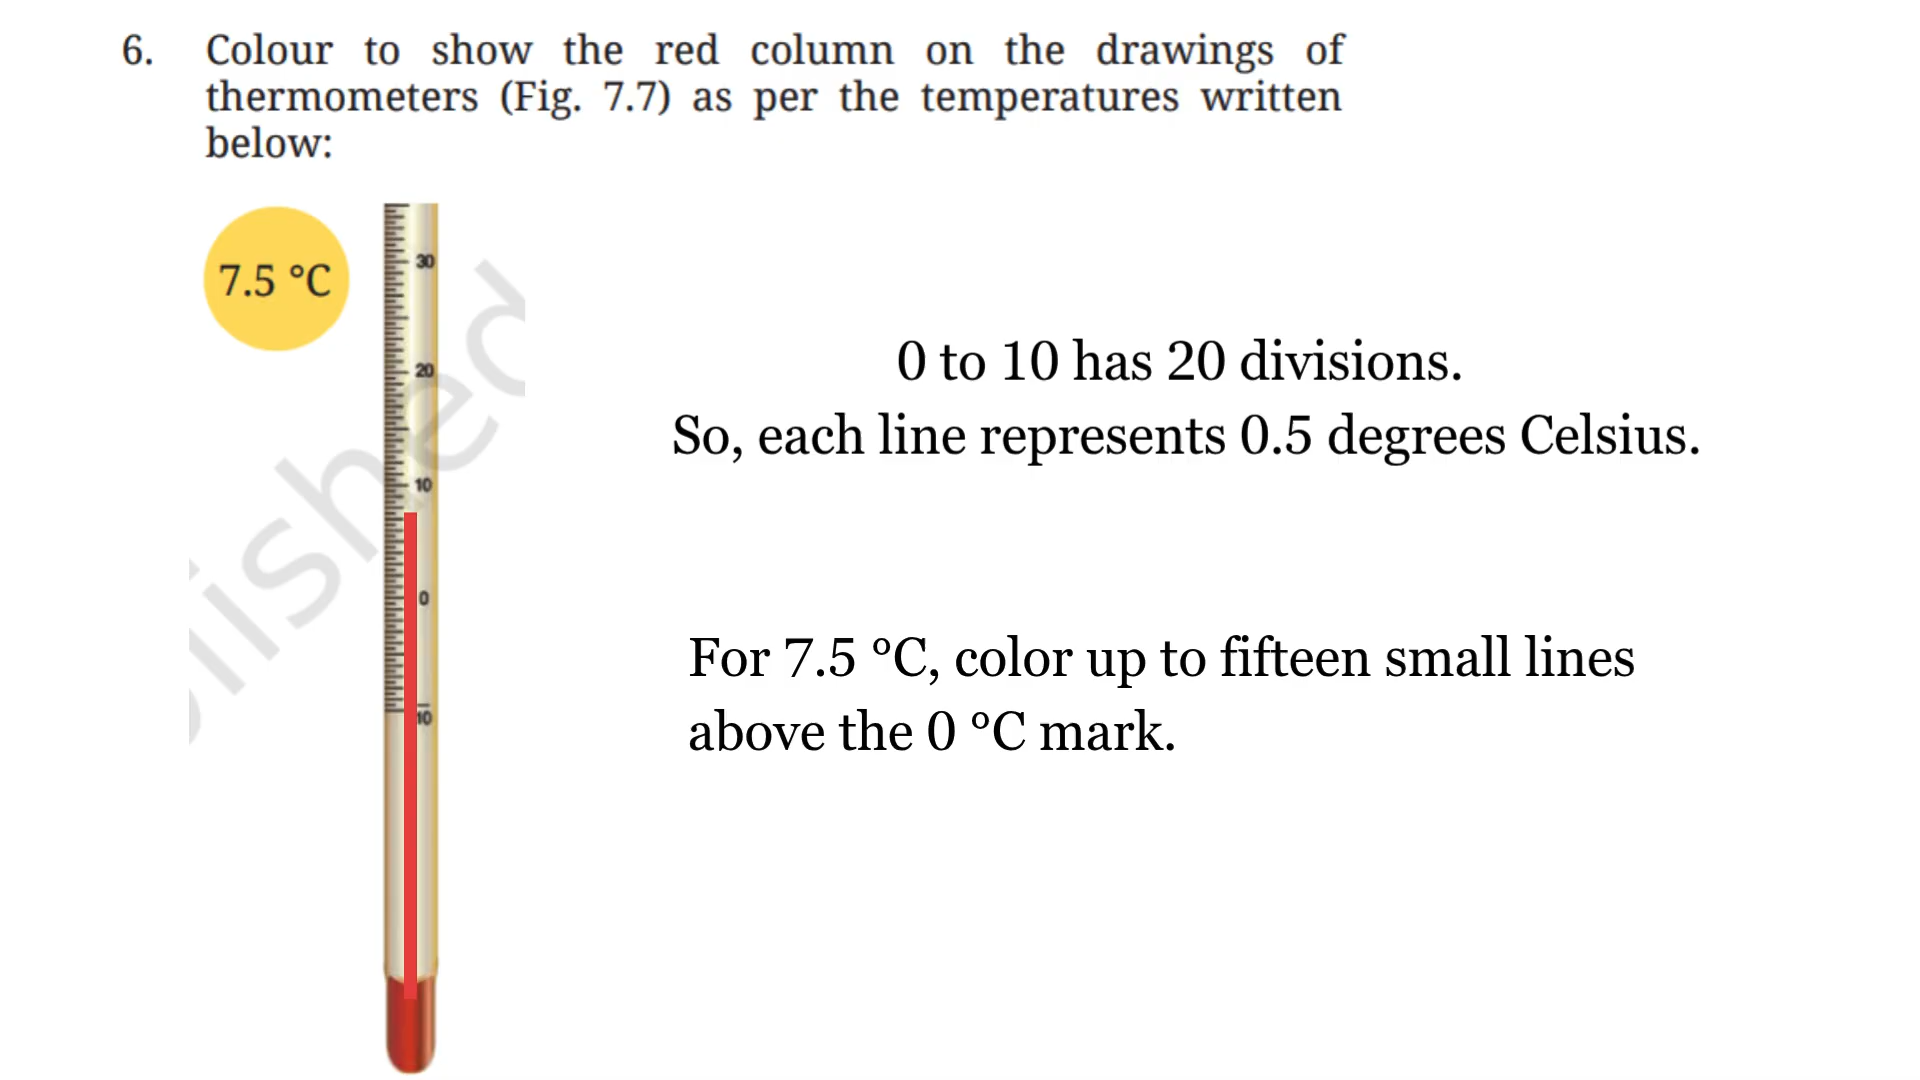 6. Colour to show the red column on the drawings of
thermometers (Fig. 7.7) as per the temperatures written
below:
7.5 °C
30
20
10
0
10
0 to 10 has 20 divisions.
So, each line represents 0.5 degrees Celsius.
For 7.5 °C, color up to fifteen small lines
above the 0 °C mark.